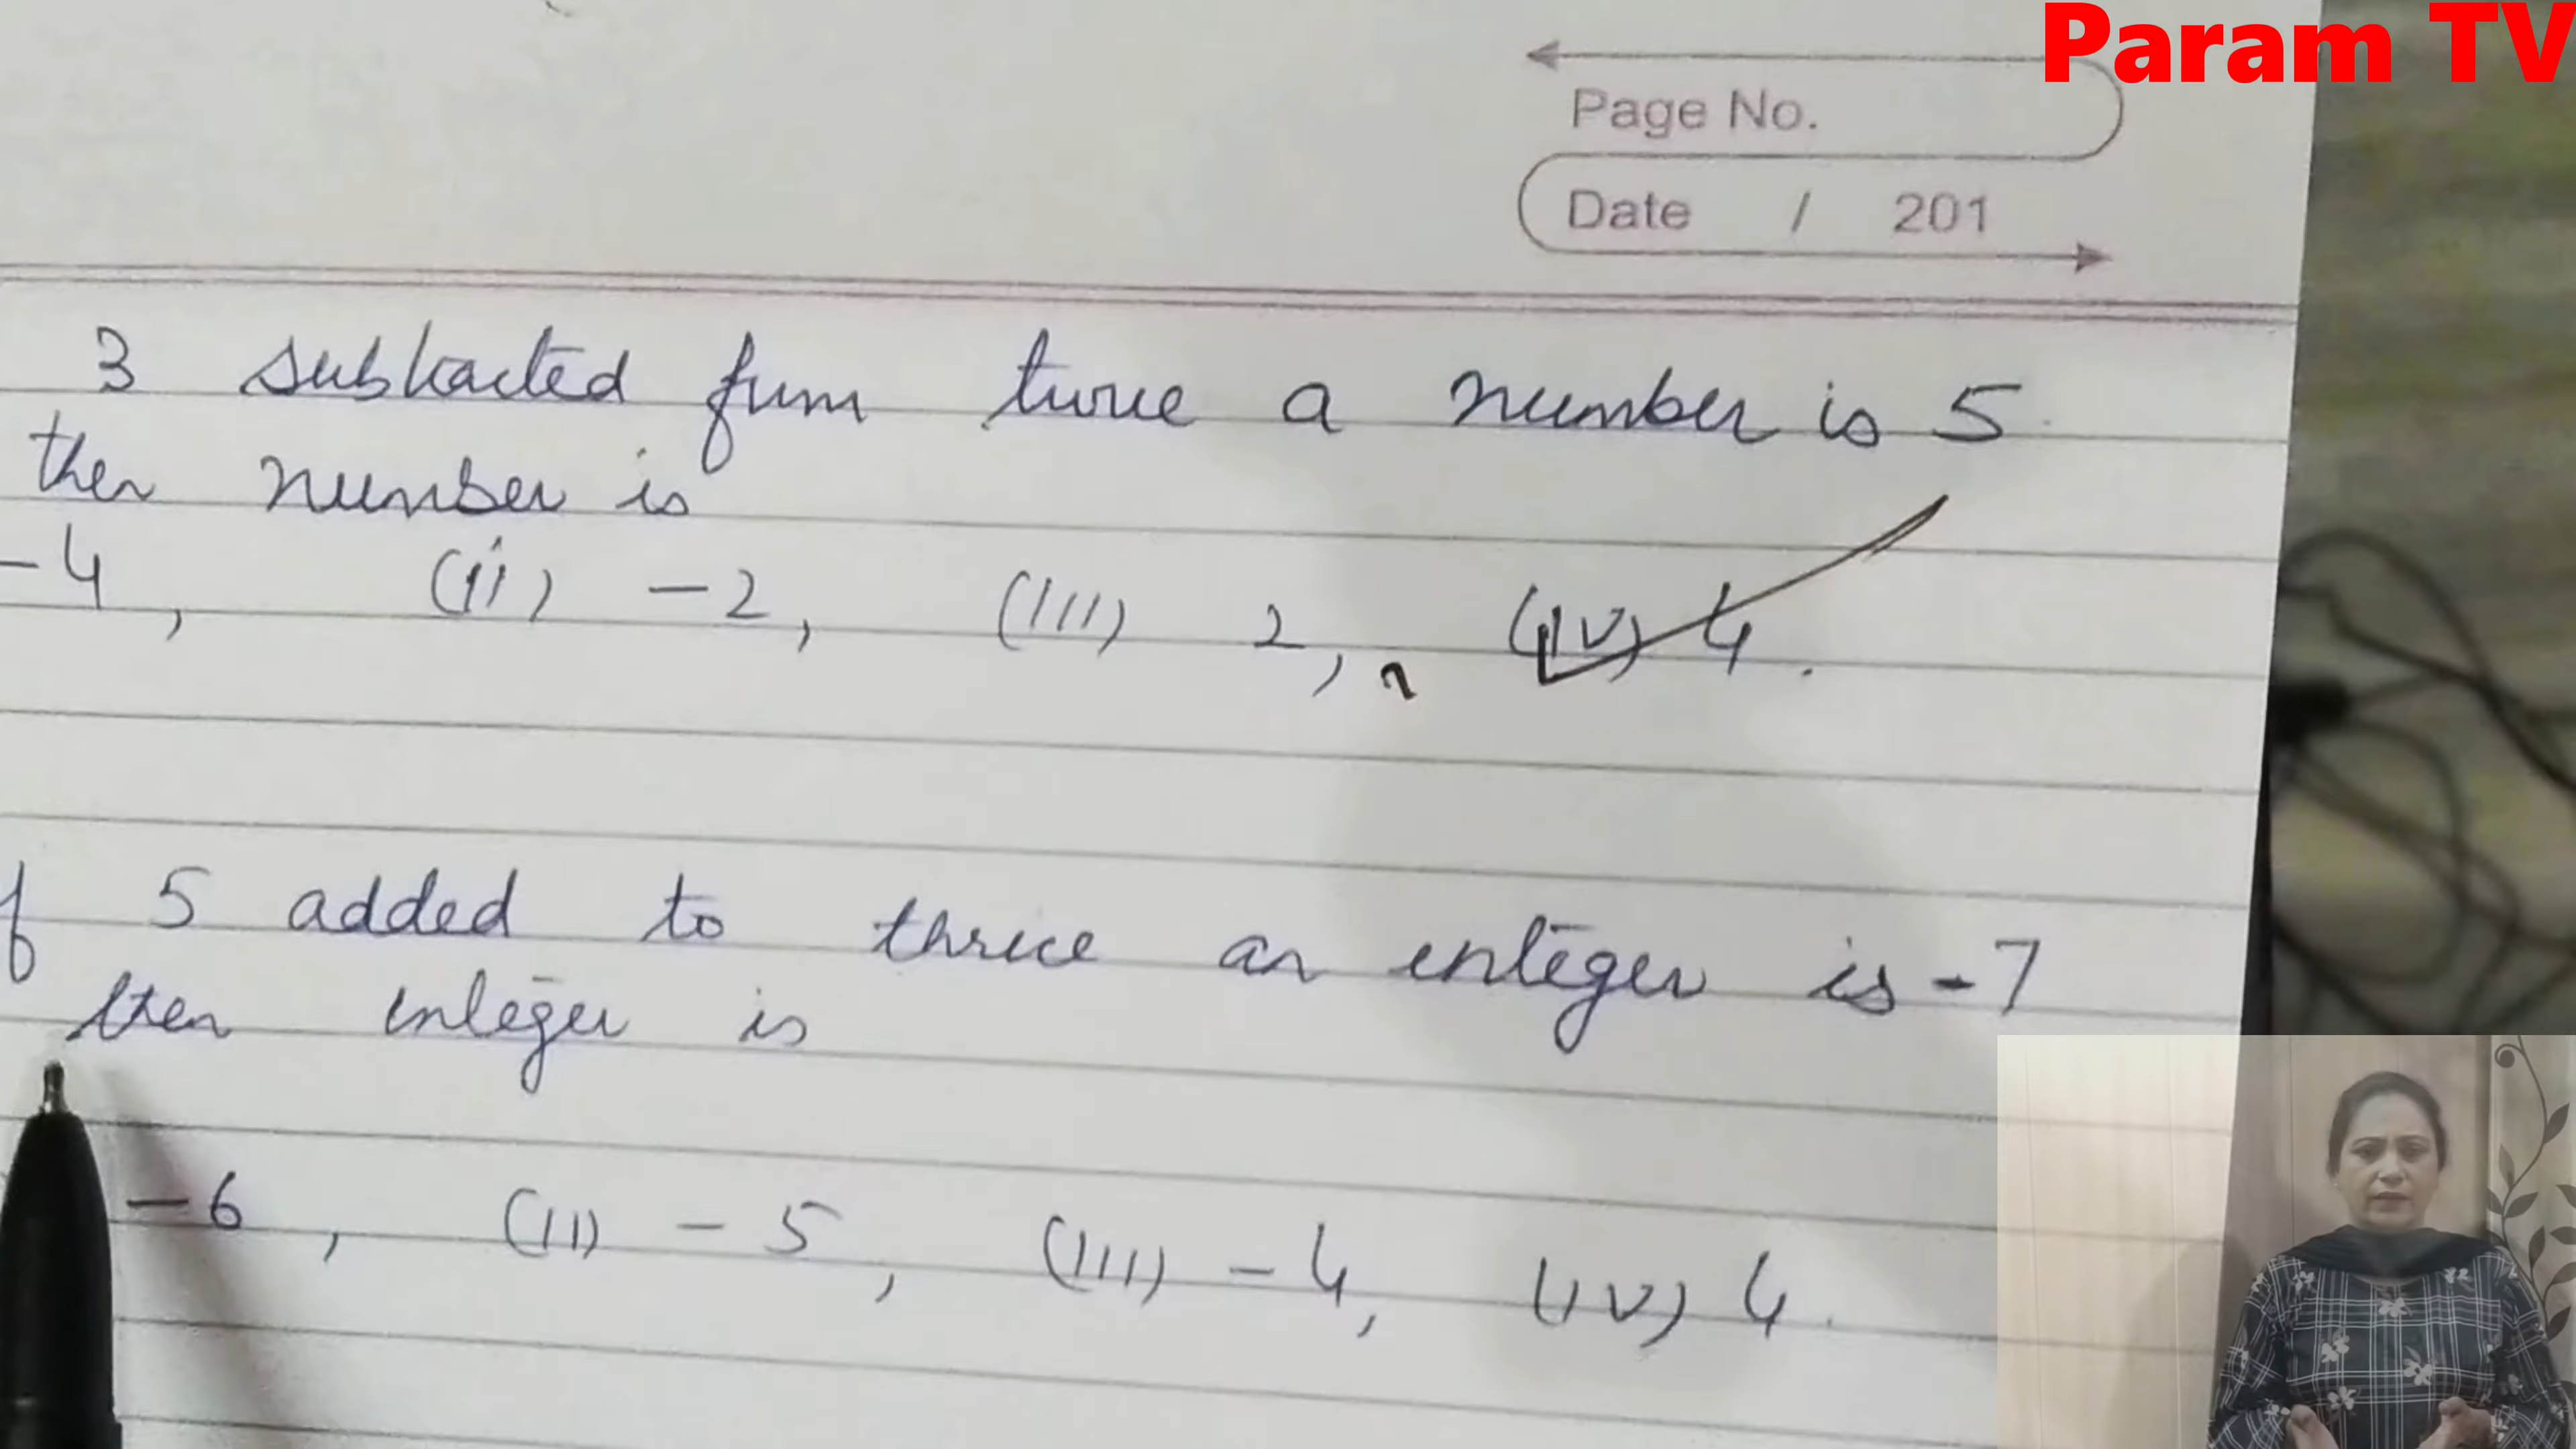 Param TV
Page No.
Date / 201
3 subtracted from twice a number is 5.
then number is
-4, (ii) -2, (iii) 2, (iv) 4.
f 5 added to thrice an integer is -7
then integer is
-6, (ii) -5, (iii) -4, (iv) 4.